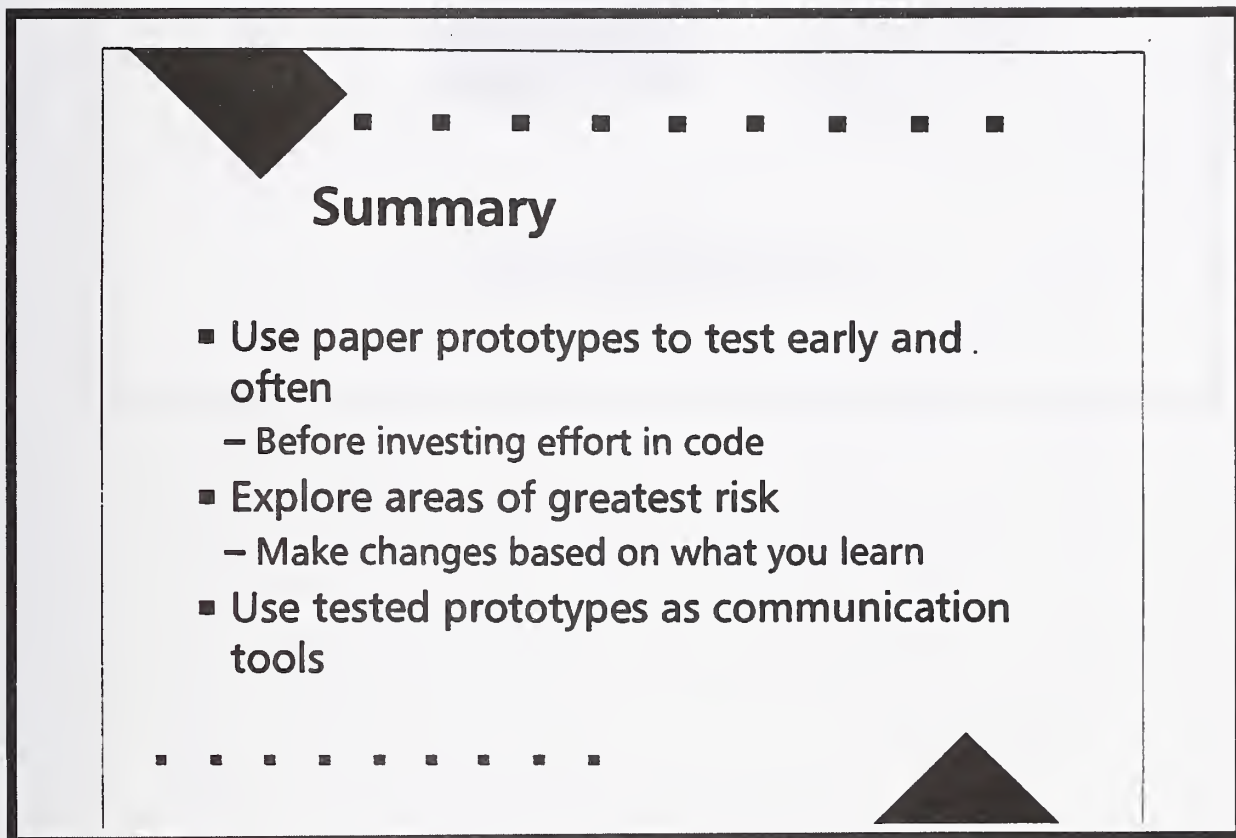 Summary
▪ Use paper prototypes to test early and
often
– Before investing effort in code
▪ Explore areas of greatest risk
– Make changes based on what you learn
▪ Use tested prototypes as communication
tools